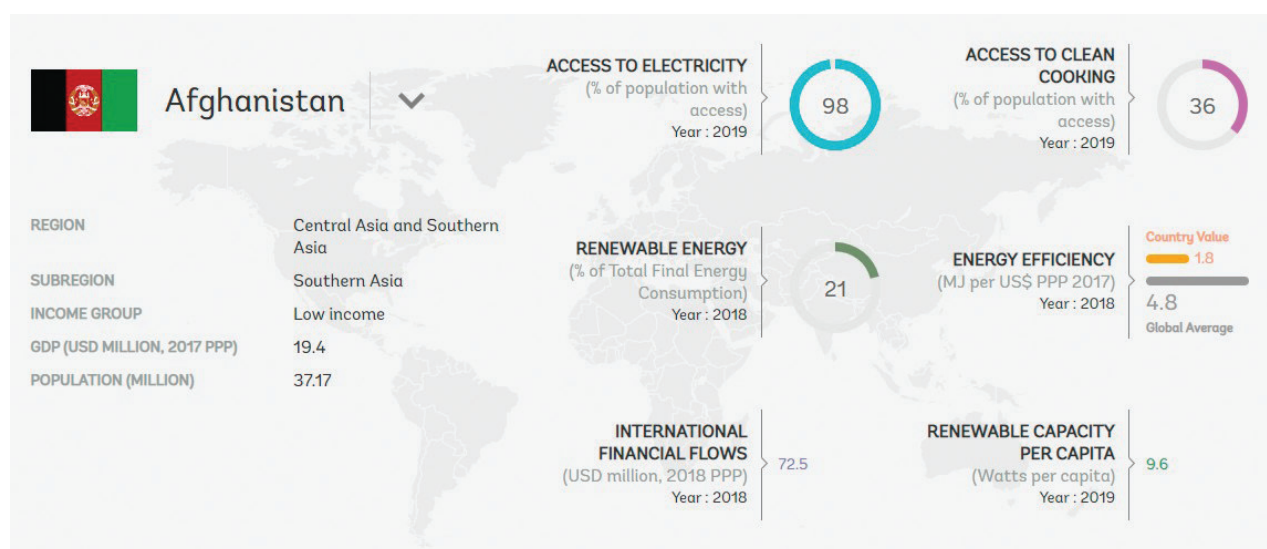 Afghanistan
REGION
Central Asia and Southern
Asia
SUBREGION
Southern Asia
INCOME GROUP
Low income
GDP (USD MILLION, 2017 PPP)
19.4
POPULATION (MILLION)
37.17
ACCESS TO ELECTRICITY
(% of population with
access)
Year : 2019
98
ACCESS TO CLEAN
COOKING
(% of population with
access)
Year : 2019
36
RENEWABLE ENERGY
(% of Total Final Energy
Consumption)
Year : 2018
21
ENERGY EFFICIENCY
(MJ per US$ PPP 2017)
Year : 2018
Country Value
1.8
4.8
Global Average
INTERNATIONAL
FINANCIAL FLOWS
(USD million, 2018 PPP)
Year : 2018
72.5
RENEWABLE CAPACITY
PER CAPITA
(Watts per capita)
Year : 2019
9.6